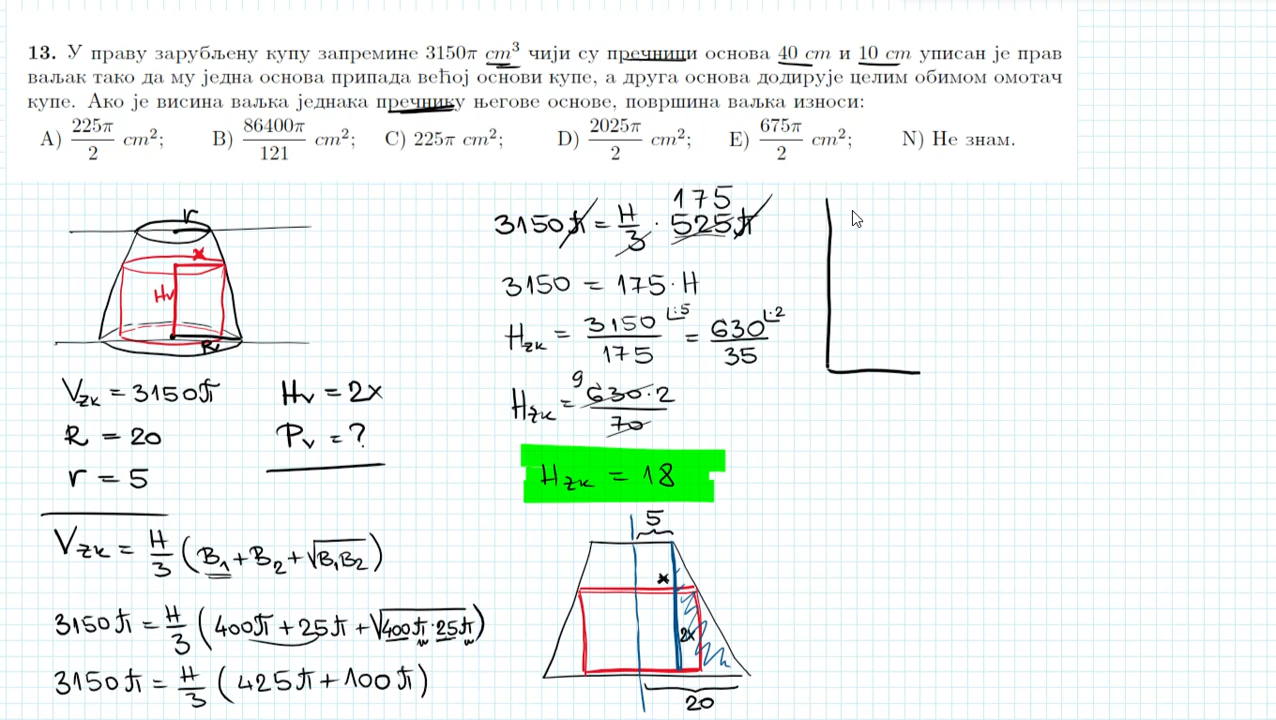 13. У праву зарубљену купу запремине 3150π cm³ чији су пречници основа 40 cm и 10 cm уписан је прав
ваљак тако да му једна основа припада већој основи купе, а друга основа додирује целим обимом омотач
купе. Ако је висина ваљка једнака пречнику његове основе, површина ваљка износи:
A) 225π/2 cm²; B) 86400π/121 cm²; C) 225π cm²; D) 2025π/2 cm²; E) 675π/2 cm²; N) Не знам.
r
x
Hv
R
Vzk = 3150π
R = 20
r = 5
Hv = 2x
Pv = ?
Vzk = H/3 (B₁+B₂+√B₁B₂)
3150π = H/3 (400π+25π+√400π·25π)
3150π = H/3 (425π+100π)
175
3150π = H/3 · 525π
3150 = 175·H
Hzk = 3150/175 |:5 = 630/35 |·2
Hzk = 9 630·2/70
Hzk = 18
5
x
2x
20